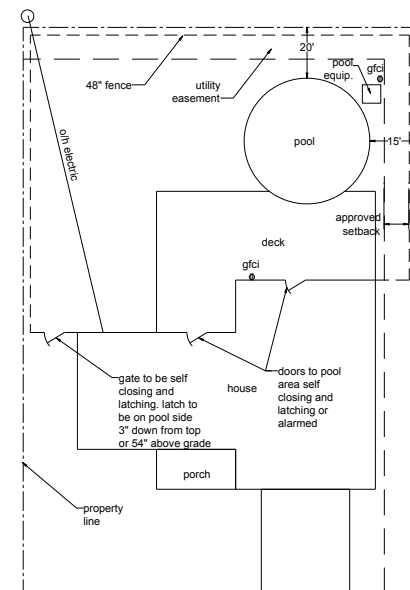 20'
pool
equip.
gfci
48" fence
utility
easement
o/h electric
pool
15'
approved
setback
deck
gfci
gate to be self
closing and
latching. latch to
be on pool side
3" down from top
or 54" above grade
house
doors to pool
area self
closing and
latching or
alarmed
porch
property
line